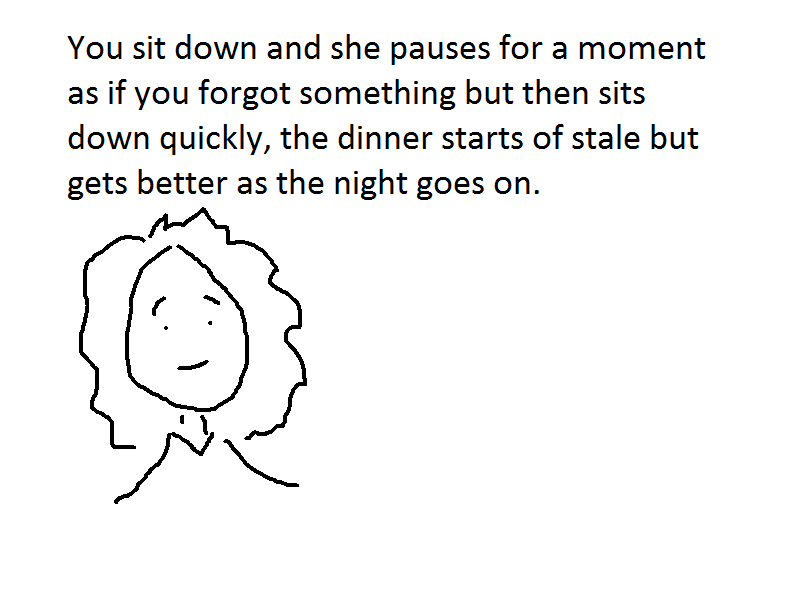 You sit down and she pauses for a moment
as if you forgot something but then sits
down quickly, the dinner starts of stale but
gets better as the night goes on.